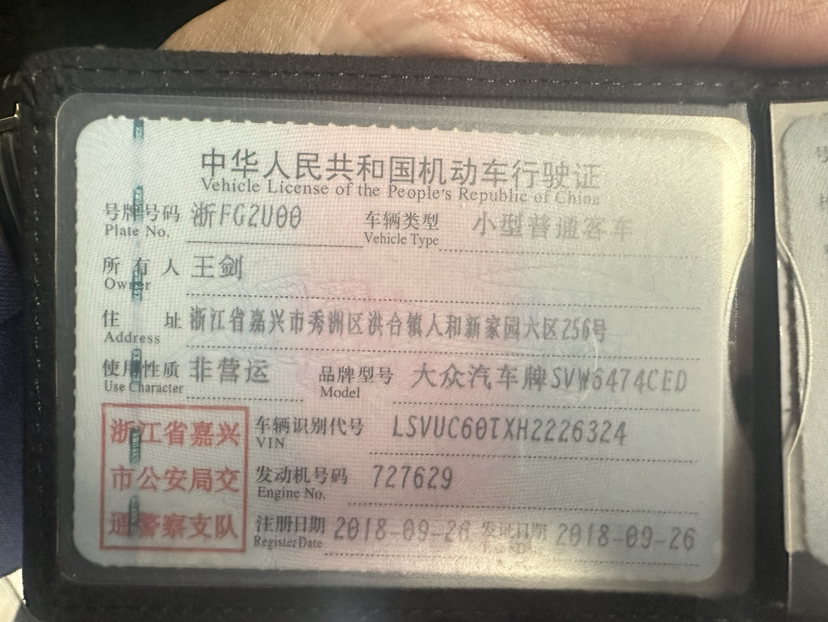 中华人民共和国机动车行驶证
Vehicle License of the People's Republic of China
号牌号码 浙FG2U00 车辆类型 小型普通客车
Plate No. Vehicle Type
所有人 王剑
Owner
住址 浙江省嘉兴市秀洲区洪合镇人和新家园六区256号
Address
使用性质 非营运 品牌型号 大众汽车牌SVW6474CED
Use Character Model
浙江省嘉兴
市公安局交
通警察支队
车辆识别代号 LSVUC60TXH2226324
VIN
发动机号码 727629
Engine No.
注册日期 2018-09-26 发证日期 2018-09-26
Register Date